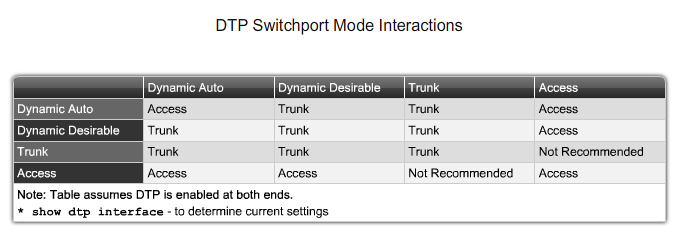 DTP Switchport Mode Interactions
Dynamic Auto Dynamic Desirable Trunk Access
Dynamic Auto Access Trunk Trunk Access
Dynamic Desirable Trunk Trunk Trunk Access
Trunk Trunk Trunk Trunk Not Recommended
Access Access Access Not Recommended Access
Note: Table assumes DTP is enabled at both ends.
* show dtp interface - to determine current settings